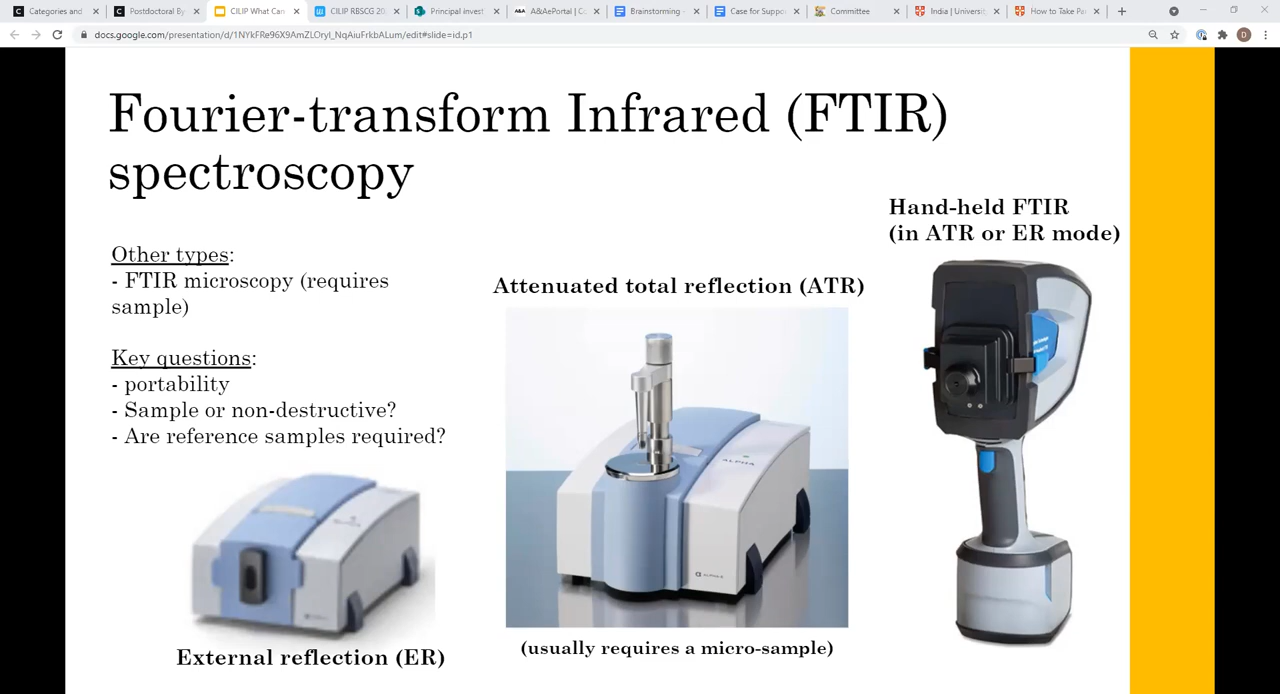 Categories and
Postdoctoral By
CILIP What Can
CILIP RBSCG 20
Principal invest
A&A
A&AePortal | C
Brainstorming -
Case for Suppo
Committee
India | Universit
How to Take Pa
docs.google.com/presentation/d/1NYkFRe96X9AmZLOryl_NqAiuFrkbALum/edit#slide=id.p1
D
Fourier-transform Infrared (FTIR)
spectroscopy
Hand-held FTIR
(in ATR or ER mode)
Other types:
- FTIR microscopy (requires
sample)
Attenuated total reflection (ATR)
Key questions:
- portability
- Sample or non-destructive?
- Are reference samples required?
ALPHA
External reflection (ER)
(usually requires a micro-sample)